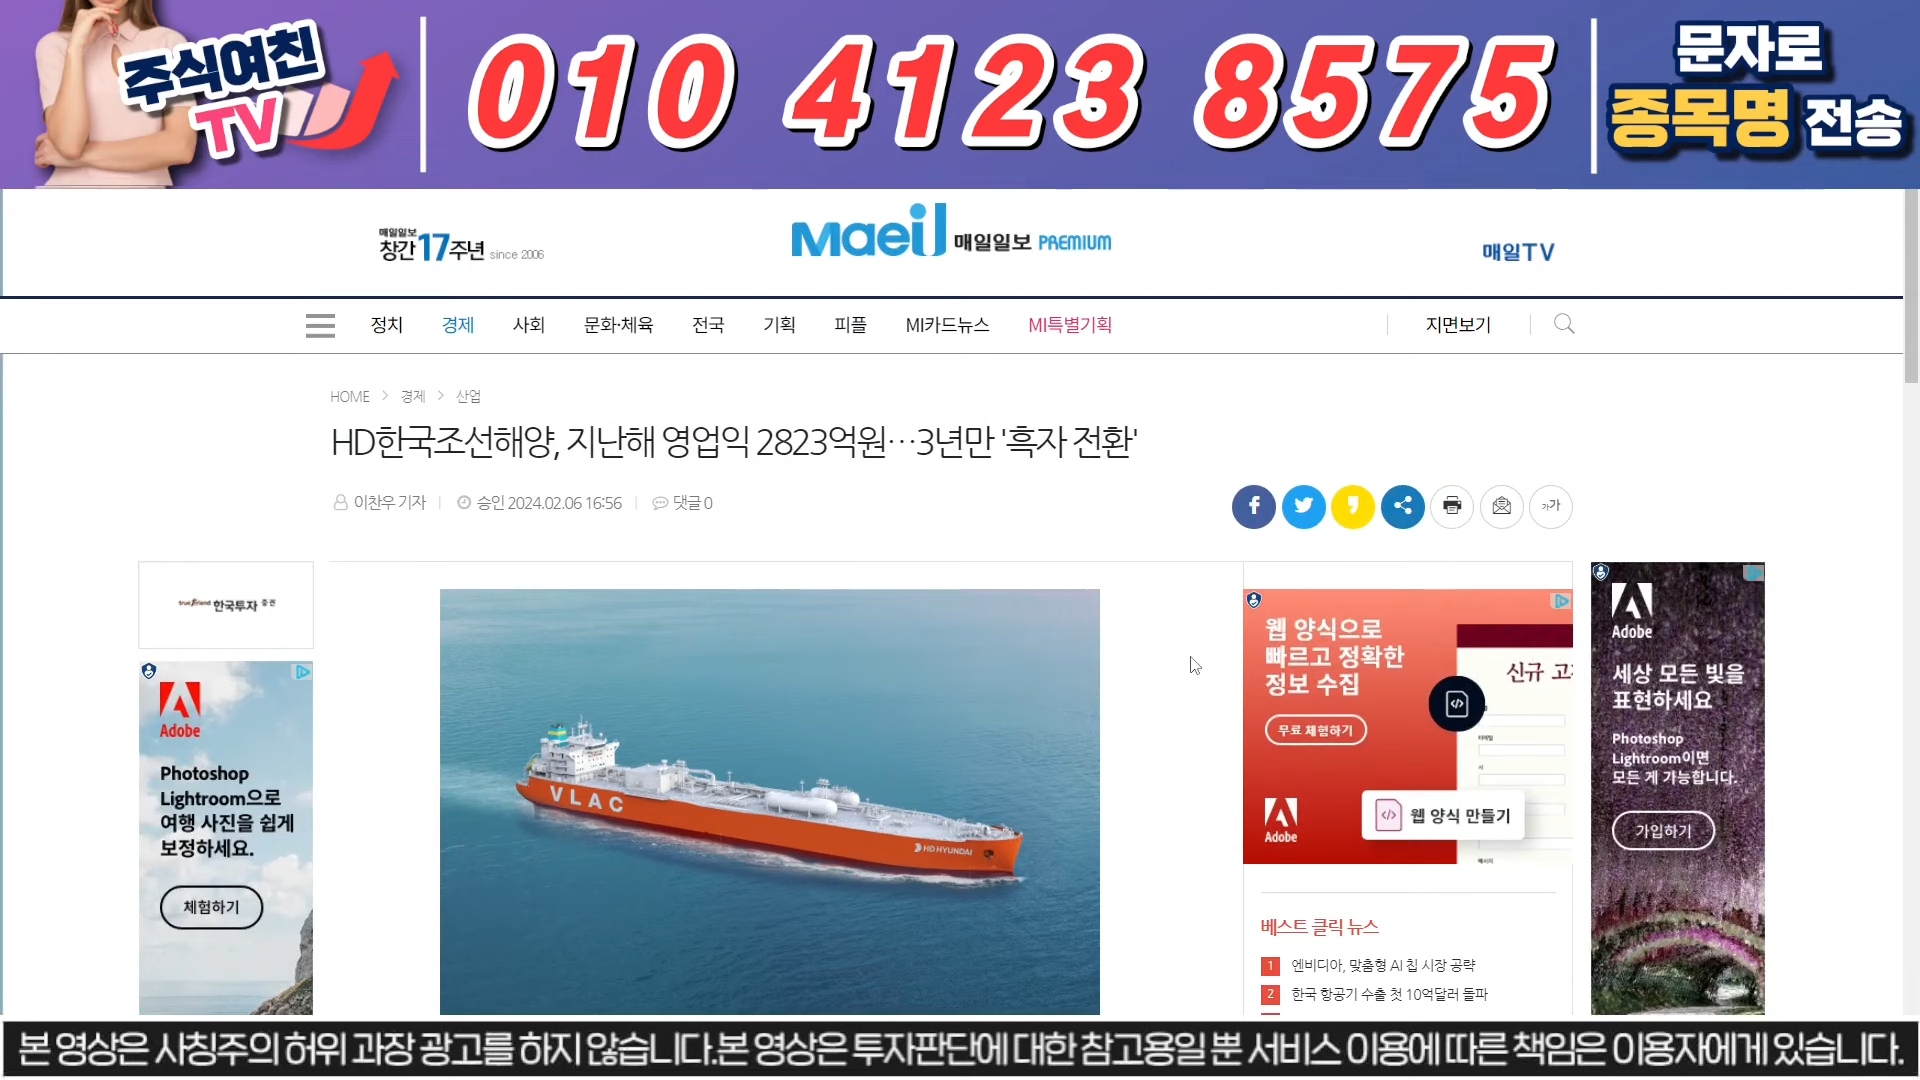 주식여친
TV
010 4123 8575
문자로
종목명 전송
매일일보
창간17주년 since 2006
Maeil 매일일보 PREMIUM
매일TV
정치 경제 사회 문화·체육 전국 기획 피플 MI카드뉴스 MI특별기획 지면보기
HOME > 경제 > 산업
HD한국조선해양, 지난해 영업익 2823억원…3년만 '흑자 전환'
이찬우 기자 | 승인 2024.02.06 16:56 | 댓글 0
가가
true friend 한국투자 증권
Adobe
Photoshop
Lightroom으로
여행 사진을 쉽게
보정하세요.
체험하기
VLAC
HD HYUNDAI
웹 양식으로
빠르고 정확한
정보 수집
무료 체험하기
신규 고
이메일
Adobe
웹 양식 만들기
메시지
베스트 클릭 뉴스
1 엔비디아, 맞춤형 AI 칩 시장 공략
2 한국 항공기 수출 첫 10억달러 돌파
Adobe
세상 모든 빛을
표현하세요
Photoshop
Lightroom이면
모든 게 가능합니다.
가입하기
본 영상은 사칭주의 허위 과장 광고를 하지 않습니다.본 영상은 투자판단에 대한 참고용일 뿐 서비스 이용에 따른 책임은 이용자에게 있습니다.